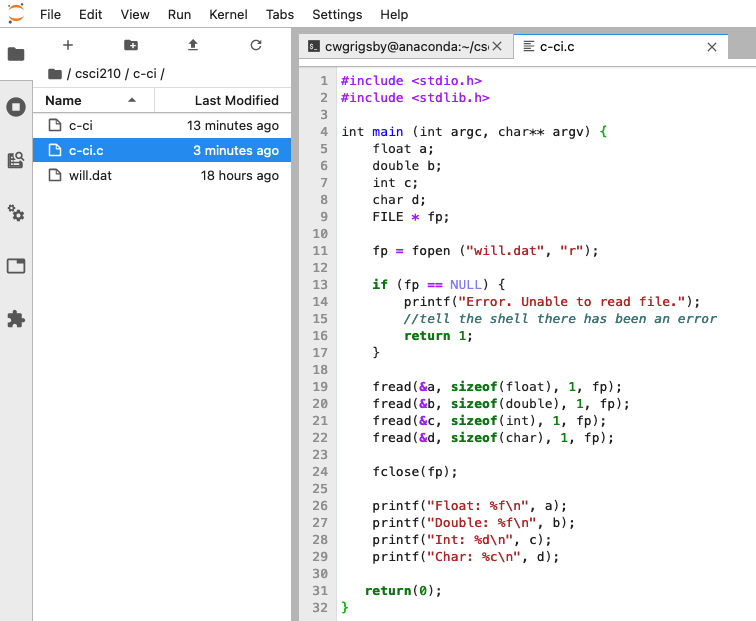 File Edit View Run Kernel Tabs Settings Help
/ csci210 / c-ci /
Name Last Modified
c-ci 13 minutes ago
c-ci.c 3 minutes ago
will.dat 18 hours ago
cwgrigsby@anaconda:~/csc
c-ci.c
1 #include <stdio.h>
2 #include <stdlib.h>
3
4 int main (int argc, char** argv) {
5     float a;
6     double b;
7     int c;
8     char d;
9     FILE * fp;
10
11     fp = fopen ("will.dat", "r");
12
13     if (fp == NULL) {
14         printf("Error. Unable to read file.");
15         //tell the shell there has been an error
16         return 1;
17     }
18
19     fread(&a, sizeof(float), 1, fp);
20     fread(&b, sizeof(double), 1, fp);
21     fread(&c, sizeof(int), 1, fp);
22     fread(&d, sizeof(char), 1, fp);
23
24     fclose(fp);
25
26     printf("Float: %f\n", a);
27     printf("Double: %f\n", b);
28     printf("Int: %d\n", c);
29     printf("Char: %c\n", d);
30
31    return(0);
32 }